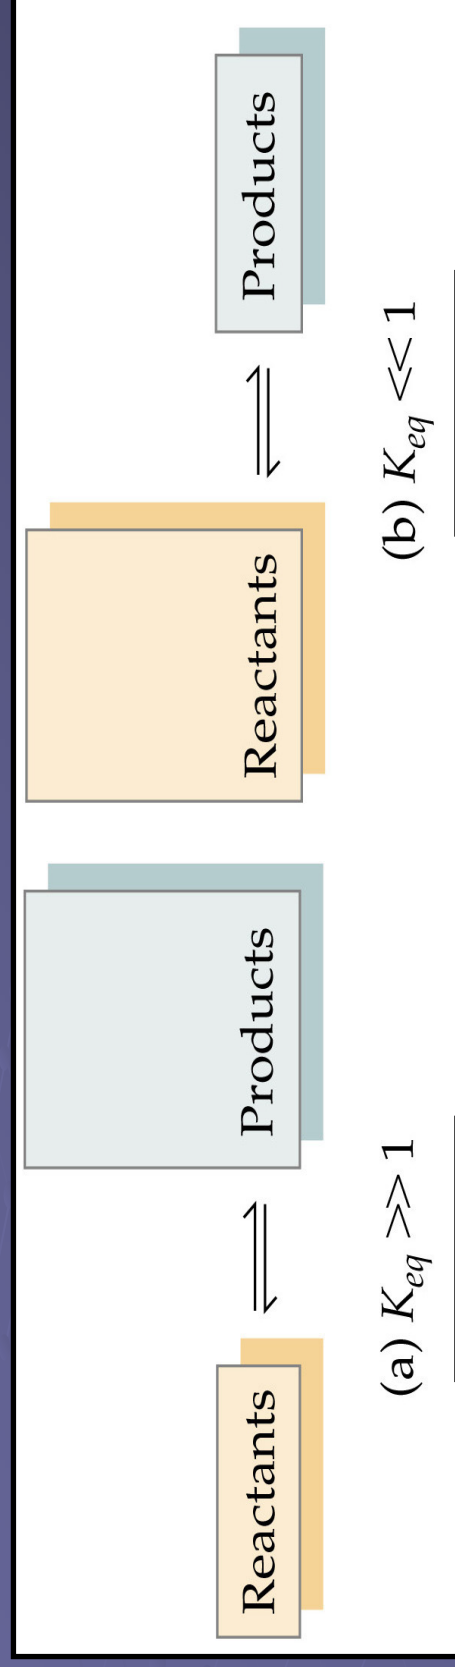 Reactants ⇌ Products
Reactants ⇌ Products
(a) Keq >> 1
(b) Keq << 1